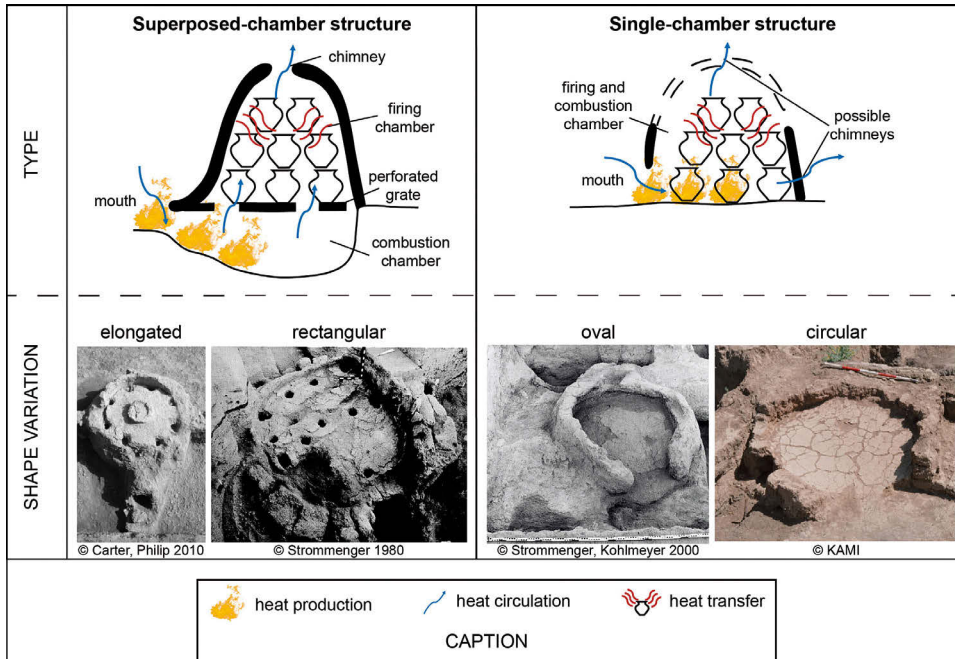 Superposed-chamber structure
Single-chamber structure
TYPE
chimney
firing
chamber
perforated
grate
mouth
combustion
chamber
firing and
combustion
chamber
possible
chimneys
mouth
SHAPE VARIATION
elongated
rectangular
oval
circular
© Carter, Philip 2010
© Strommenger 1980
© Strommenger, Kohlmeyer 2000
© KAMI
heat production
heat circulation
heat transfer
CAPTION